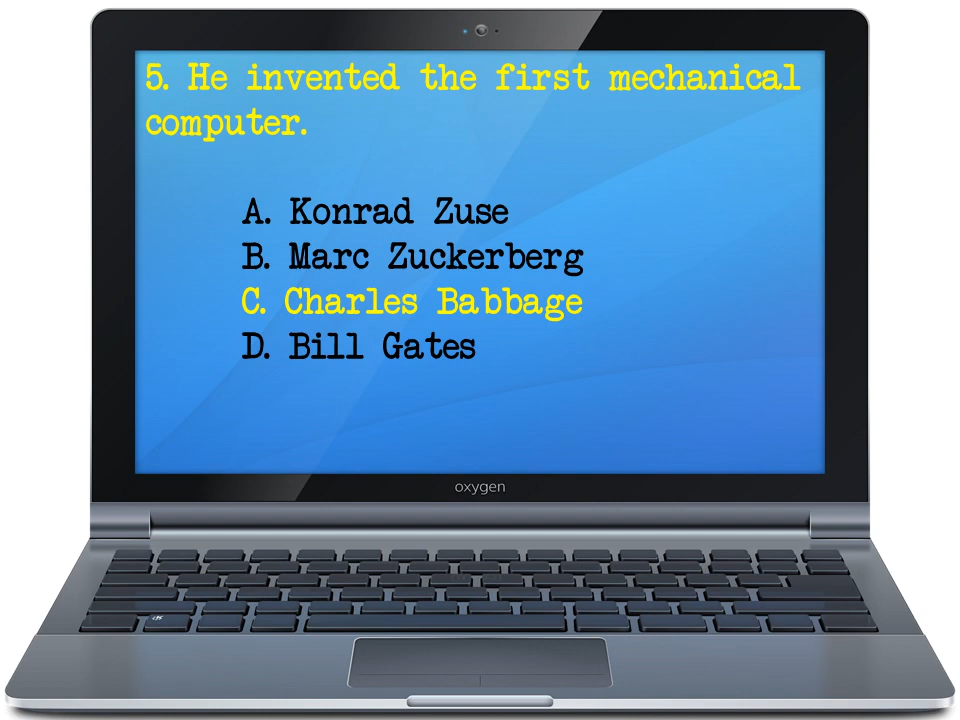 5. He invented the first mechanical
computer.
A. Konrad Zuse
B. Marc Zuckerberg
C. Charles Babbage
D. Bill Gates
oxygen